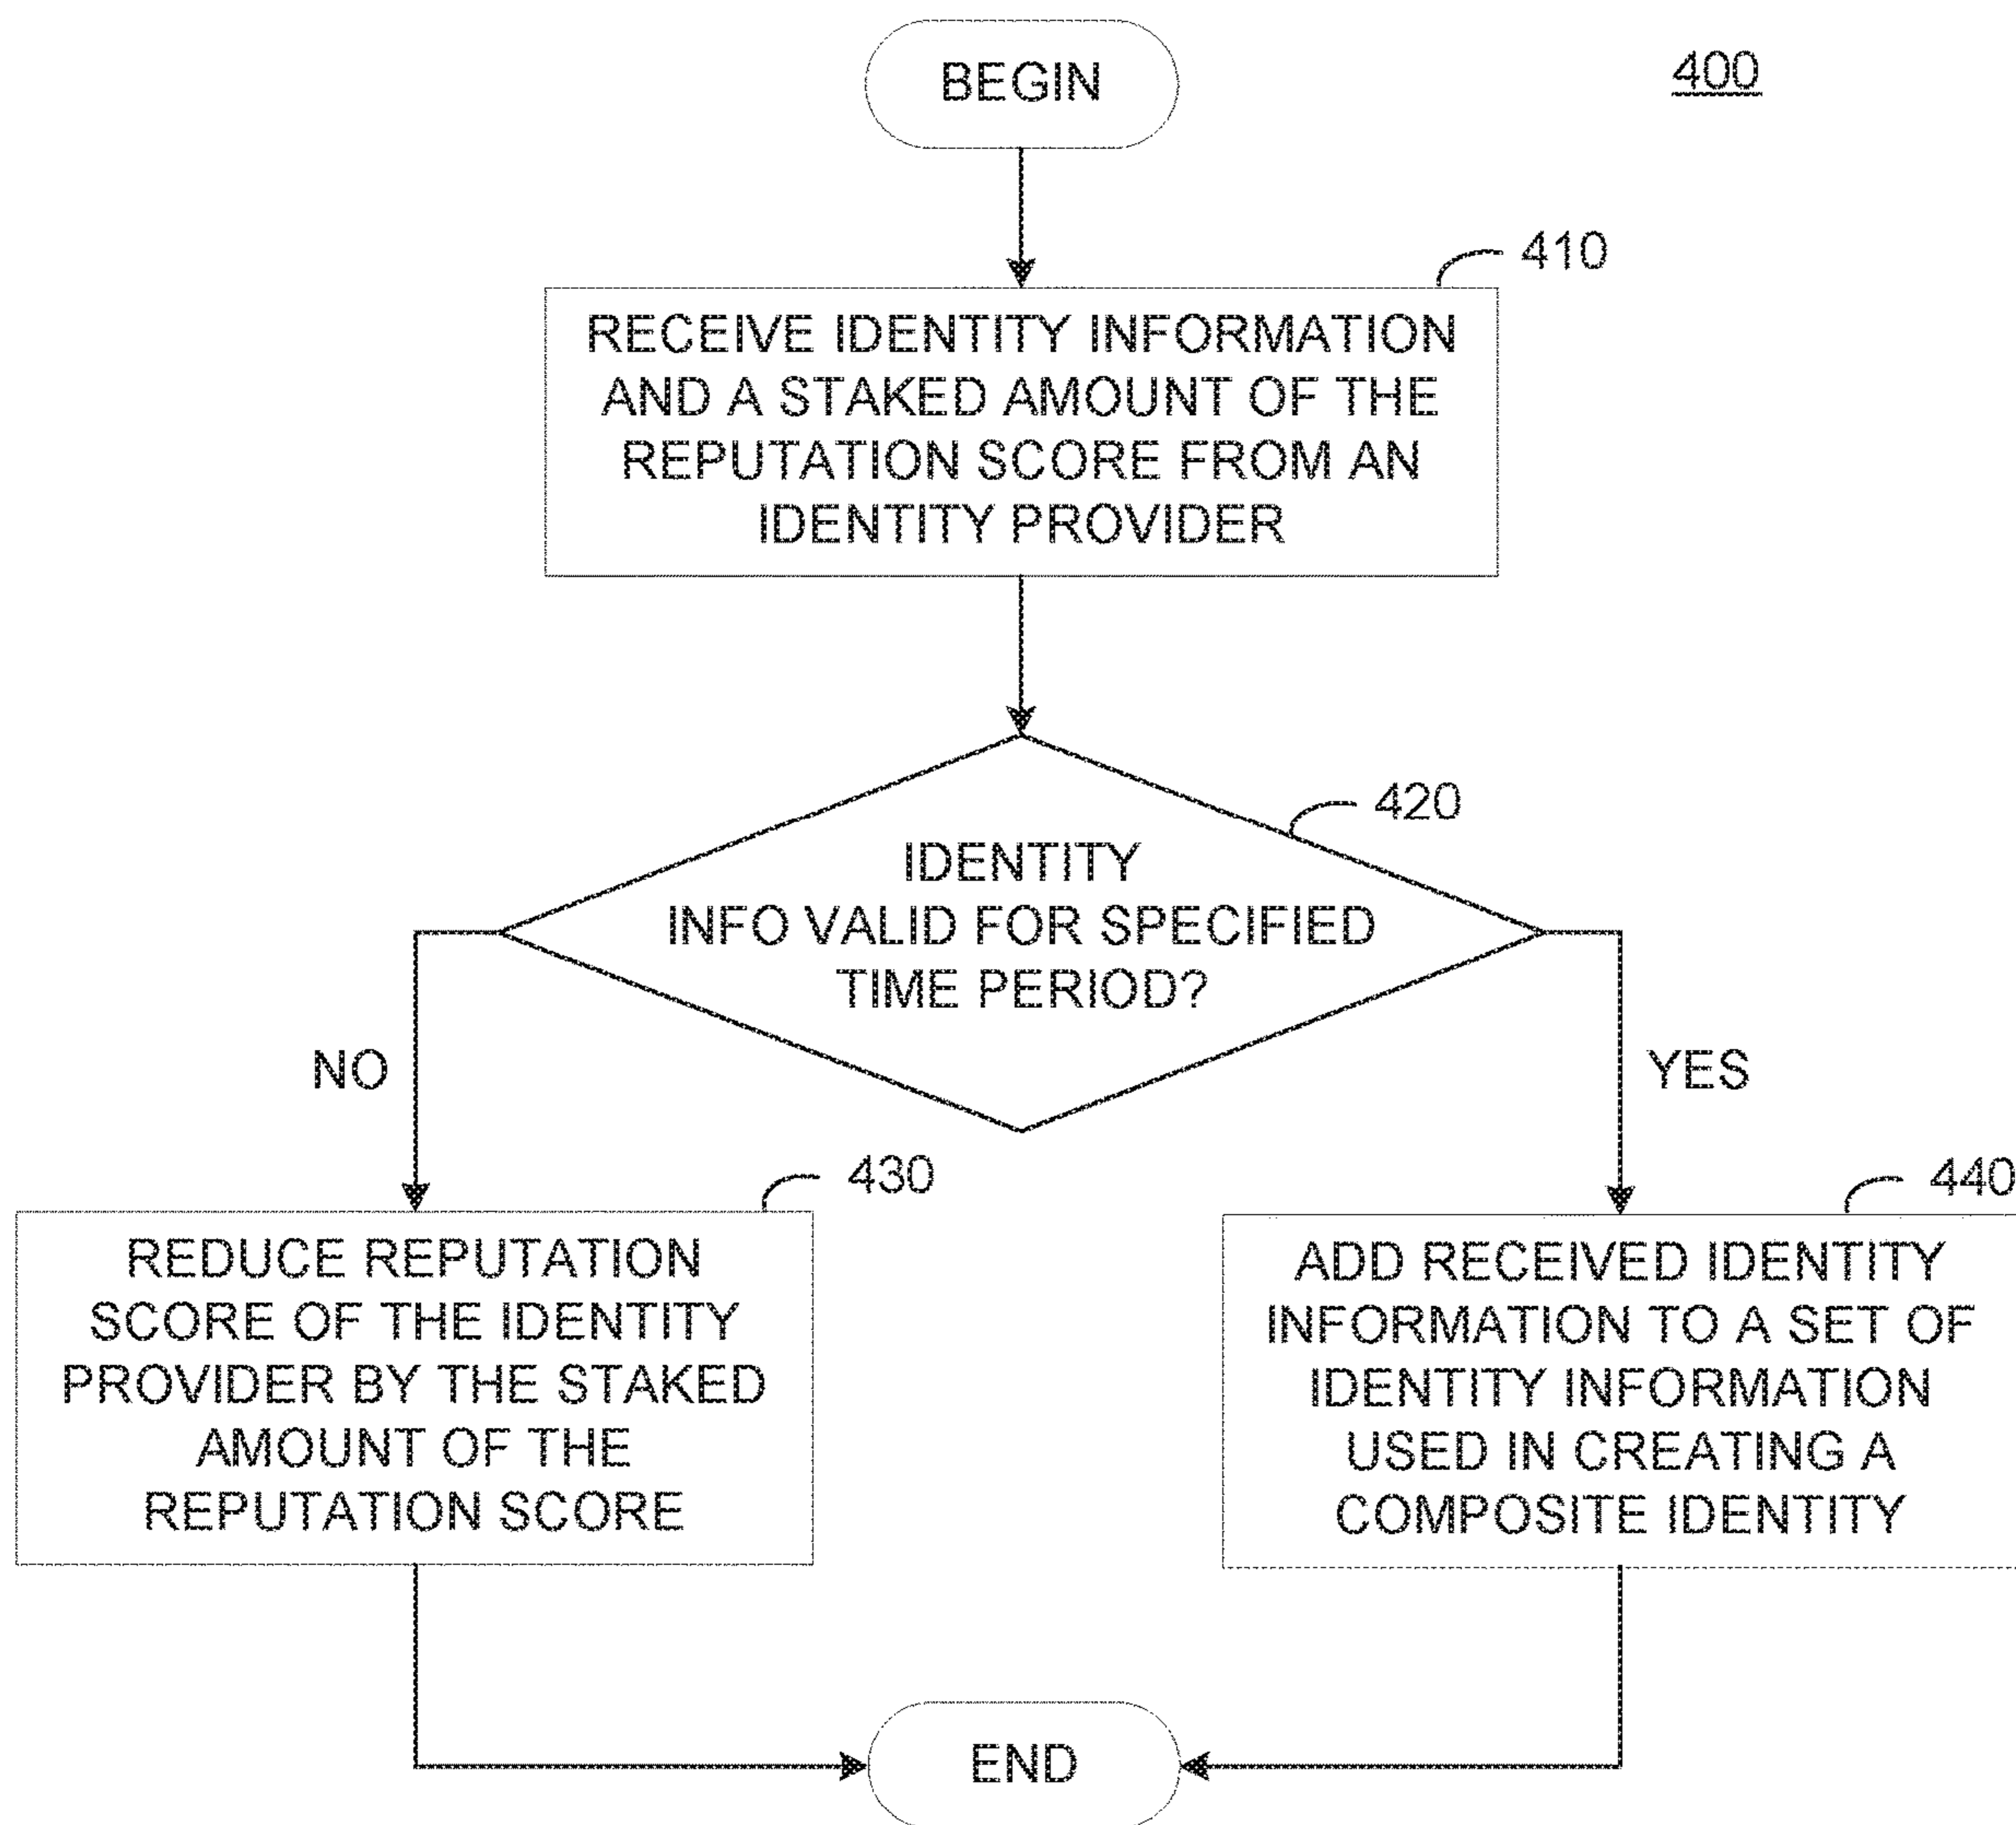 BEGIN
400
410
RECEIVE IDENTITY INFORMATION
AND A STAKED AMOUNT OF THE
REPUTATION SCORE FROM AN
IDENTITY PROVIDER
420
IDENTITY
INFO VALID FOR SPECIFIED
TIME PERIOD?
NO
YES
430
REDUCE REPUTATION
SCORE OF THE IDENTITY
PROVIDER BY THE STAKED
AMOUNT OF THE
REPUTATION SCORE
440
ADD RECEIVED IDENTITY
INFORMATION TO A SET OF
IDENTITY INFORMATION
USED IN CREATING A
COMPOSITE IDENTITY
END